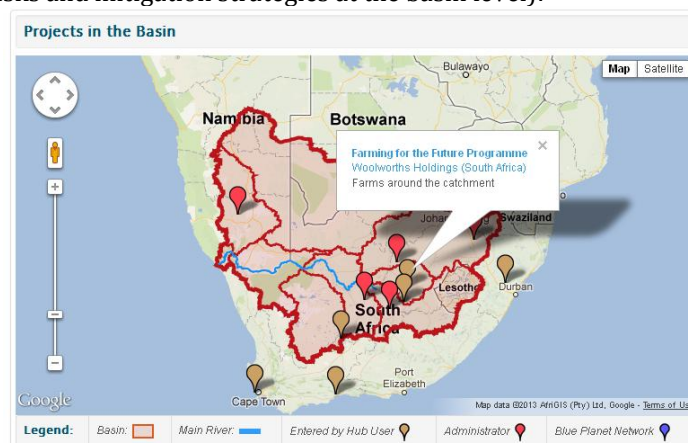 Projects in the Basin
Map Satellite
Bulawayo
Namibia
Botswana
Farming for the Future Programme
Woolworths Holdings (South Africa)
Farms around the catchment
Swaziland
Lesotho
Durban
South
Africa
Port
Elizabeth
Cape Town
Google
Map data ©2013 AfriGIS (Pty) Ltd, Google - Terms of Us
Legend: Basin: Main River: Entered by Hub User Administrator Blue Planet Network